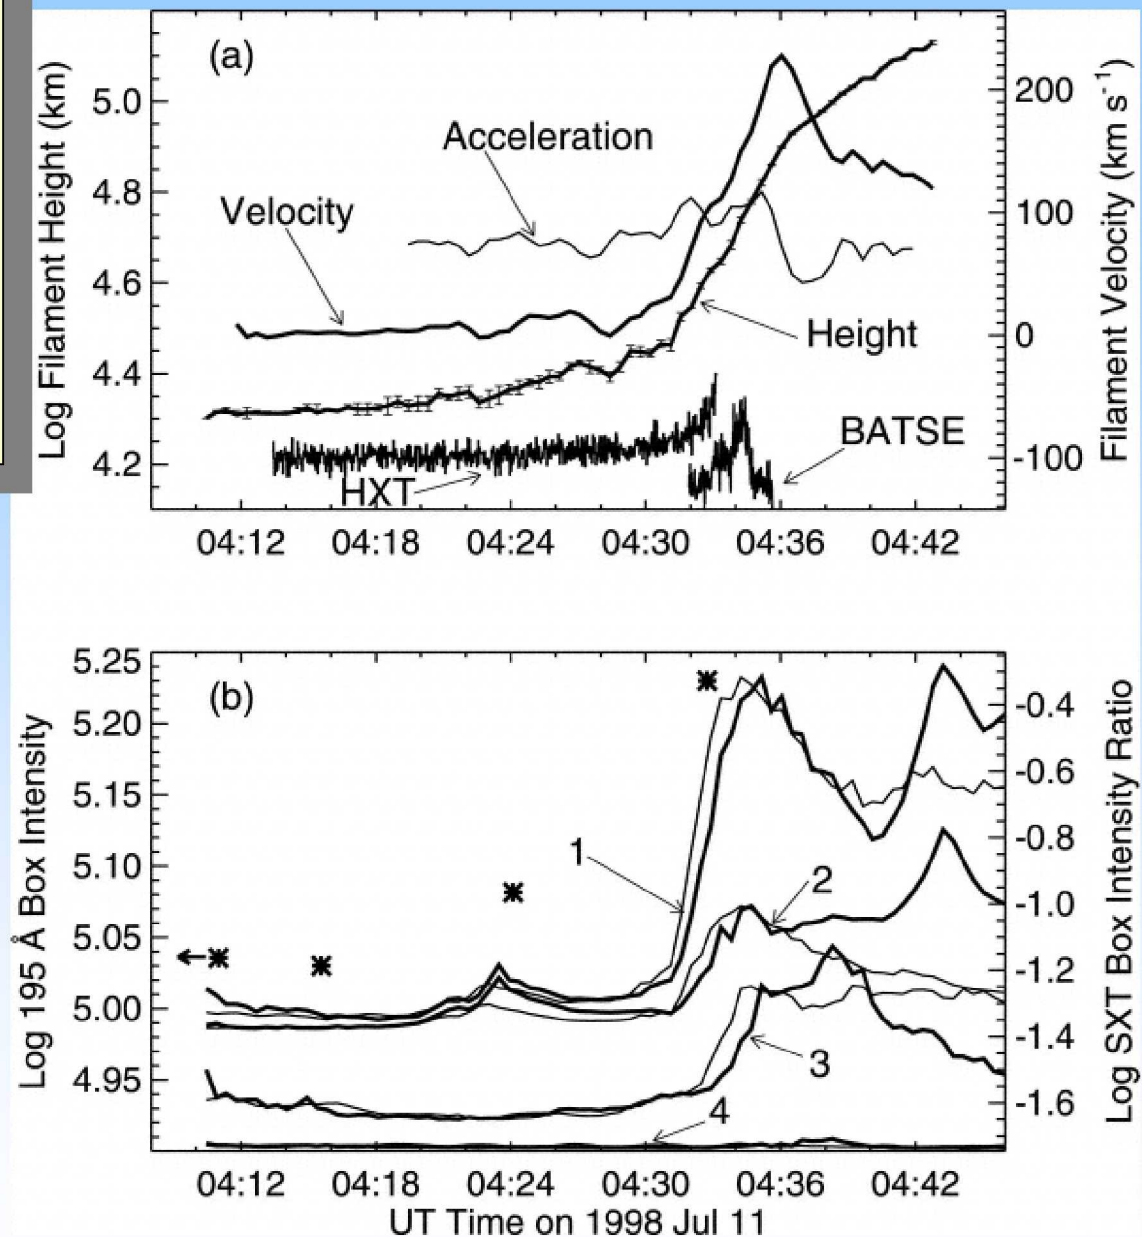 (a)
Log Filament Height (km)
5.0
4.8
4.6
4.4
4.2
Filament Velocity (km s⁻¹)
200
100
0
-100
Acceleration
Velocity
Height
BATSE
HXT
04:12 04:18 04:24 04:30 04:36 04:42
(b)
Log 195 Å Box Intensity
5.25
5.20
5.15
5.10
5.05
5.00
4.95
Log SXT Box Intensity Ratio
-0.4
-0.6
-0.8
-1.0
-1.2
-1.4
-1.6
1
2
3
4
04:12 04:18 04:24 04:30 04:36 04:42
UT Time on 1998 Jul 11